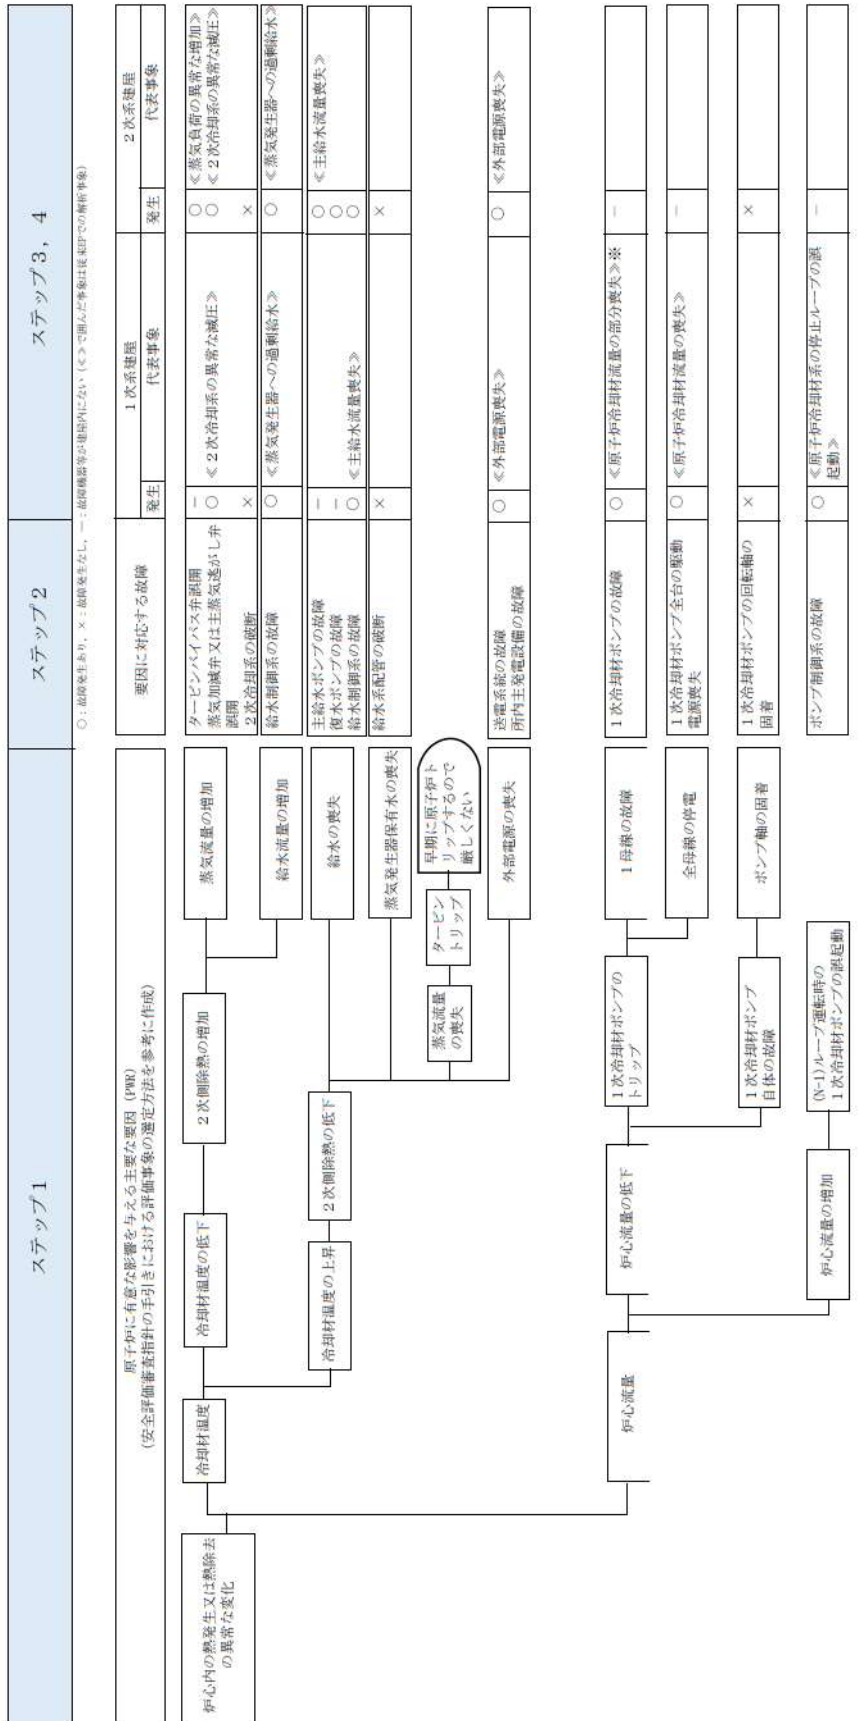 ステップ1
ステップ2
ステップ3，4
○：故障発生あり，×：故障発生なし，－：故障機器等が建屋内にない（≪≫で囲んだ事象は従来EPでの解析事象）
原子炉に有意な影響を与える主要な要因（PWR）
（安全評価審査指針の手引きにおける評価事象の選定方法を参考に作成）
要因に対応する故障
1次系建屋
発生
代表事象
2次系建屋
発生
代表事象
炉心内の熱発生又は熱除去
の異常な変化
冷却材温度
冷却材温度の低下
2次側除熱の増加
蒸気流量の増加
タービンバイパス弁誤開
蒸気加減弁又は主蒸気逃がし弁
誤開
2次冷却系の破断
－
○
×
≪2次冷却系の異常な減圧≫
○
○
×
≪蒸気負荷の異常な増加≫
≪2次冷却系の異常な減圧≫
給水流量の増加
給水制御系の故障
○
≪蒸気発生器への過剰給水≫
○
≪蒸気発生器への過剰給水≫
冷却材温度の上昇
2次側除熱の低下
給水の喪失
主給水ポンプの故障
復水ポンプの故障
給水制御系の故障
－
－
○
≪主給水流量喪失≫
○
○
○
≪主給水流量喪失≫
蒸気発生器保有水の喪失
給水系配管の破断
×
×
蒸気流量
の喪失
タービン
トリップ
早期に原子炉ト
リップするので
厳しくない
外部電源の喪失
送電系統の故障
所内主発電設備の故障
○
≪外部電源喪失≫
○
≪外部電源喪失≫
炉心流量
炉心流量の低下
1次冷却材ポンプの
トリップ
1母線の故障
1次冷却材ポンプの故障
○
≪原子炉冷却材流量の部分喪失≫※
－
全母線の停電
1次冷却材ポンプ全台の駆動
電源喪失
○
≪原子炉冷却材流量の喪失≫
－
1次冷却材ポンプ
自体の故障
ポンプ軸の固着
1次冷却材ポンプの回転軸の
固着
×
×
炉心流量の増加
(N-1)ループ運転時の
1次冷却材ポンプの誤起動
ポンプ制御系の故障
○
≪原子炉冷却材系の停止ループの誤
起動≫
－